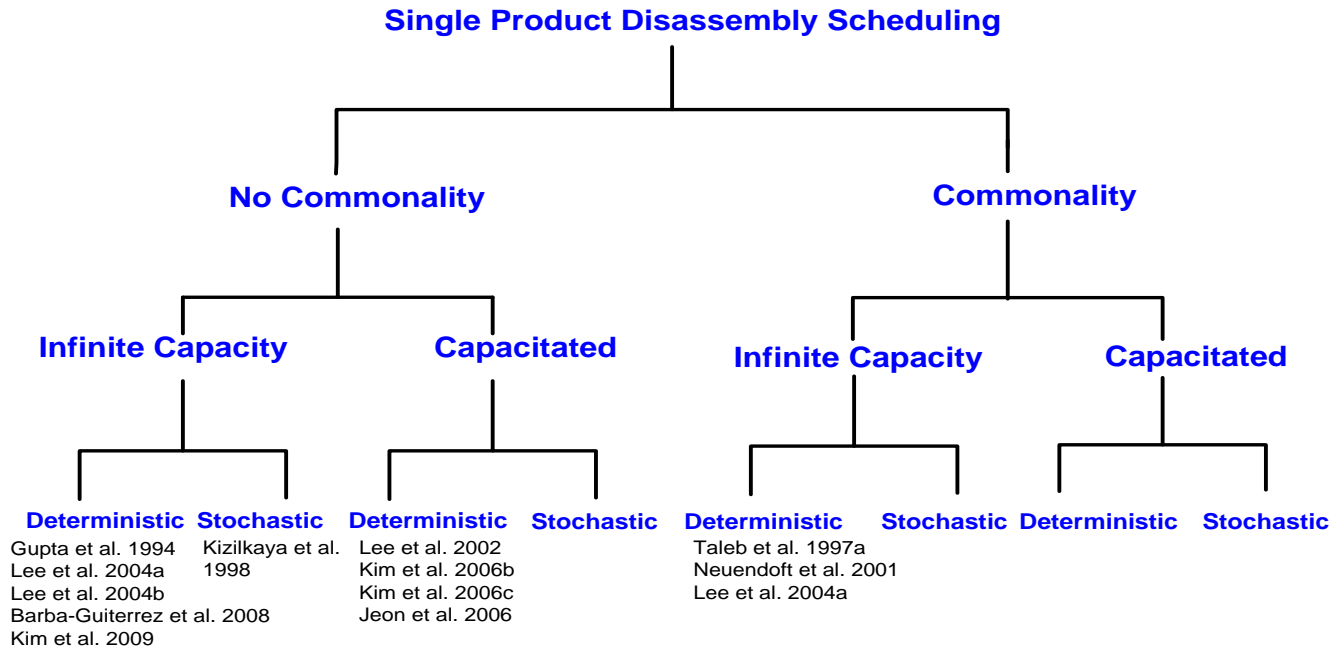 Single Product Disassembly Scheduling
No Commonality
Commonality
Infinite Capacity
Capacitated
Infinite Capacity
Capacitated
Deterministic
Gupta et al. 1994
Lee et al. 2004a
Lee et al. 2004b
Barba-Guiterrez et al. 2008
Kim et al. 2009
Stochastic
Kizilkaya et al.
1998
Deterministic
Lee et al. 2002
Kim et al. 2006b
Kim et al. 2006c
Jeon et al. 2006
Stochastic
Deterministic
Taleb et al. 1997a
Neuendoft et al. 2001
Lee et al. 2004a
Stochastic
Deterministic
Stochastic